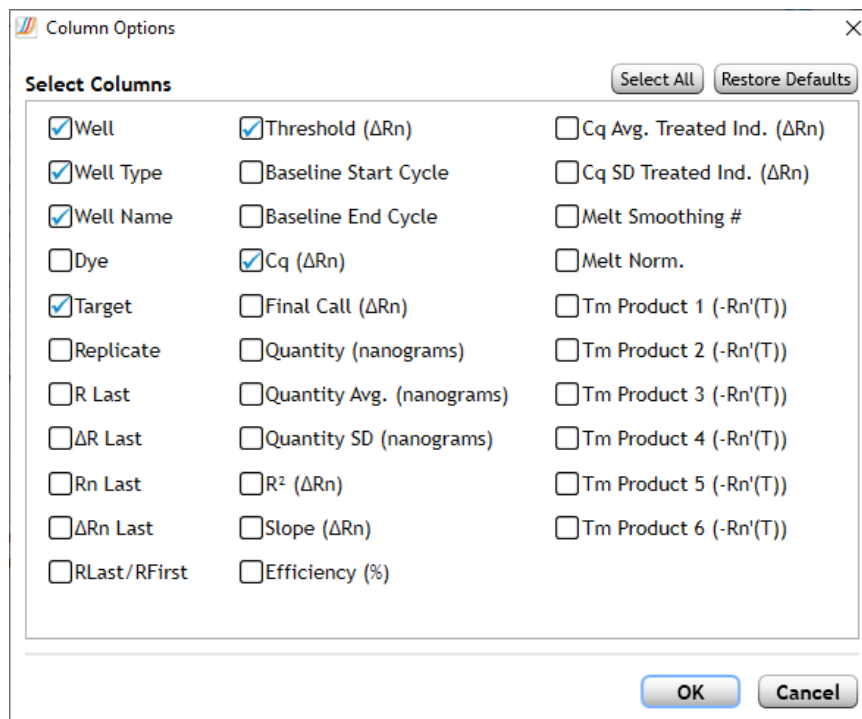 Column Options
Select Columns
Select All
Restore Defaults
Well
Well Type
Well Name
Dye
Target
Replicate
R Last
ΔR Last
Rn Last
ΔRn Last
RLast/RFirst
Threshold (ΔRn)
Baseline Start Cycle
Baseline End Cycle
Cq (ΔRn)
Final Call (ΔRn)
Quantity (nanograms)
Quantity Avg. (nanograms)
Quantity SD (nanograms)
R² (ΔRn)
Slope (ΔRn)
Efficiency (%)
Cq Avg. Treated Ind. (ΔRn)
Cq SD Treated Ind. (ΔRn)
Melt Smoothing #
Melt Norm.
Tm Product 1 (-Rn'(T))
Tm Product 2 (-Rn'(T))
Tm Product 3 (-Rn'(T))
Tm Product 4 (-Rn'(T))
Tm Product 5 (-Rn'(T))
Tm Product 6 (-Rn'(T))
OK
Cancel